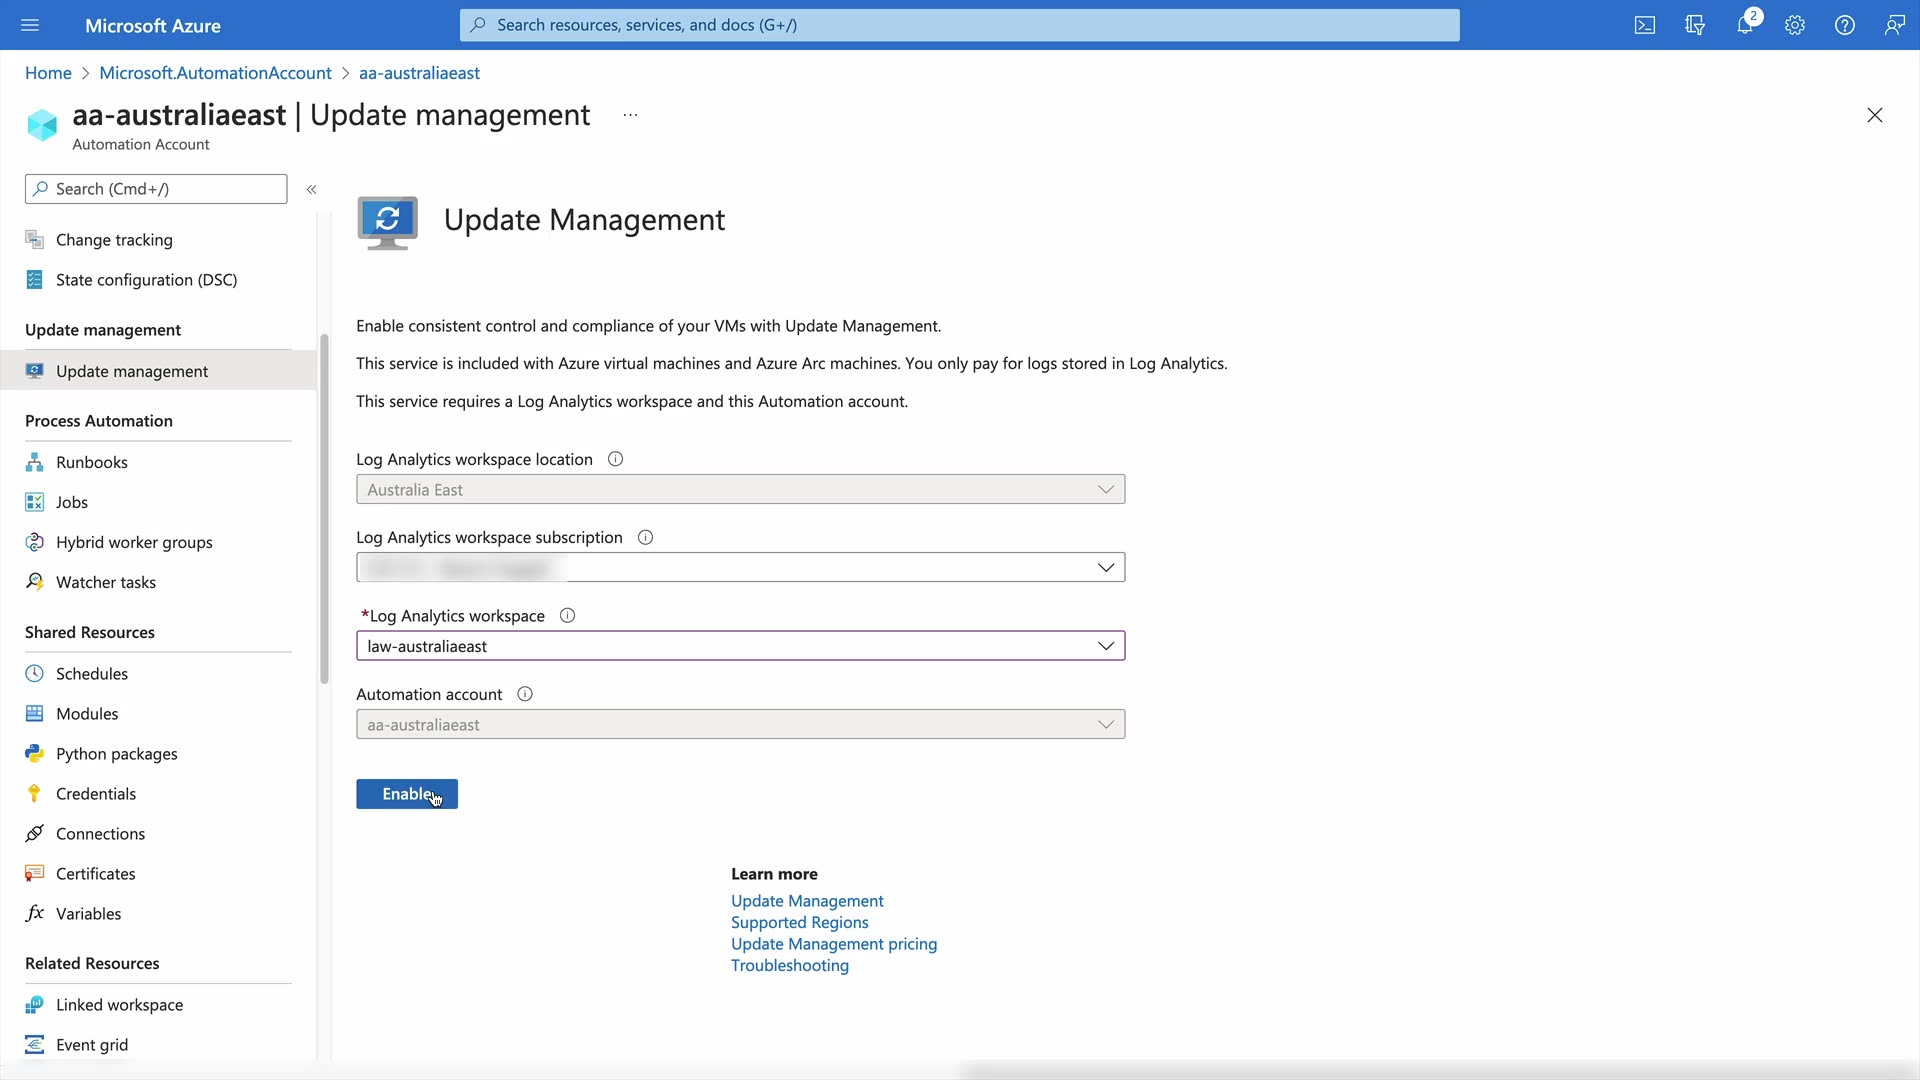 Microsoft Azure
Search resources, services, and docs (G+/)
2
Home > Microsoft.AutomationAccount > aa-australiaeast
aa-australiaeast | Update management ...
Automation Account
Search (Cmd+/)
«
Change tracking
State configuration (DSC)
Update management
Update management
Process Automation
Runbooks
Jobs
Hybrid worker groups
Watcher tasks
Shared Resources
Schedules
Modules
Python packages
Credentials
Connections
Certificates
Variables
Related Resources
Linked workspace
Event grid
Update Management
Enable consistent control and compliance of your VMs with Update Management.
This service is included with Azure virtual machines and Azure Arc machines. You only pay for logs stored in Log Analytics.
This service requires a Log Analytics workspace and this Automation account.
Log Analytics workspace location
Australia East
Log Analytics workspace subscription
*Log Analytics workspace
law-australiaeast
Automation account
aa-australiaeast
Enable
Learn more
Update Management
Supported Regions
Update Management pricing
Troubleshooting